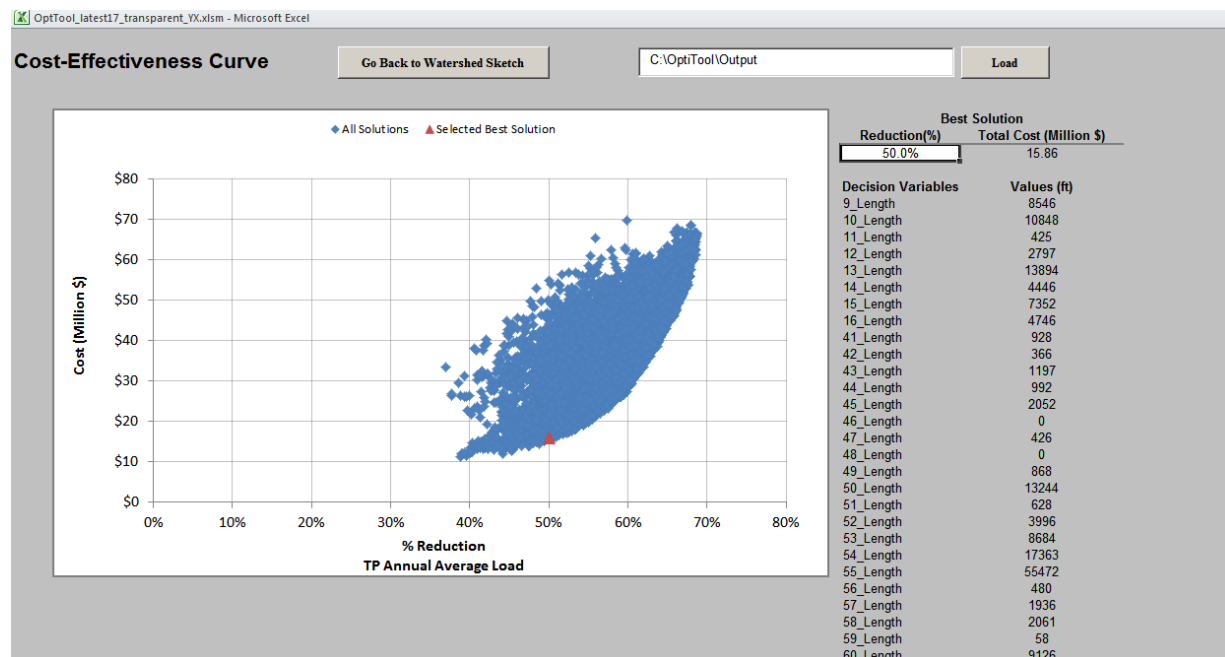 OptTool_latest17_transparent_YX.xlsm - Microsoft Excel
Cost-Effectiveness Curve
Go Back to Watershed Sketch
C:\OptiTool\Output
Load
All Solutions
Selected Best Solution
$80
$70
$60
$50
$40
$30
$20
$10
$0
Cost (Million $)
0% 10% 20% 30% 40% 50% 60% 70% 80%
% Reduction
TP Annual Average Load
Best Solution
Reduction(%) Total Cost (Million $)
50.0% 15.86
Decision Variables Values (ft)
9_Length 8546
10_Length 10848
11_Length 425
12_Length 2797
13_Length 13894
14_Length 4446
15_Length 7352
16_Length 4746
41_Length 928
42_Length 366
43_Length 1197
44_Length 992
45_Length 2052
46_Length 0
47_Length 426
48_Length 0
49_Length 868
50_Length 13244
51_Length 628
52_Length 3996
53_Length 8684
54_Length 17363
55_Length 55472
56_Length 480
57_Length 1936
58_Length 2061
59_Length 58
60_Length 9126